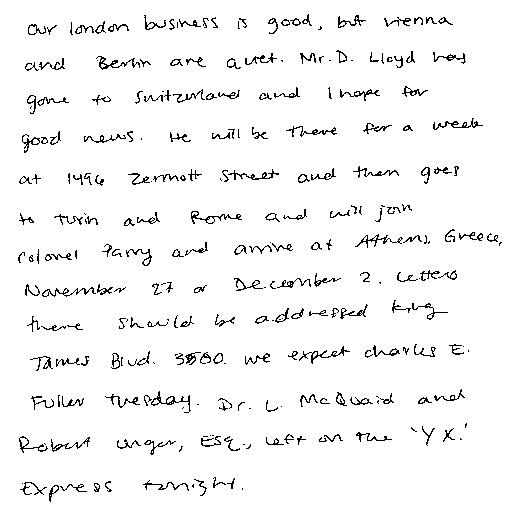 Our london business is good, but vienna
and Berlin are quiet. Mr. D. Lloyd has
gone to Switzerland and I hope for
good news. He will be there for a week
at 1496 Zermott Street and then goes
to Turin and Rome and will join
Colonel Parry and arrive at Athens, Greece,
November 27 or December 2. Letters
there should be addressed King
James Blvd. 3580. We expect Charles E.
Fuller Tuesday. Dr. L. McQuaid and
Robert Unger, Esq., left on the 'Y X.'
Express tonight.